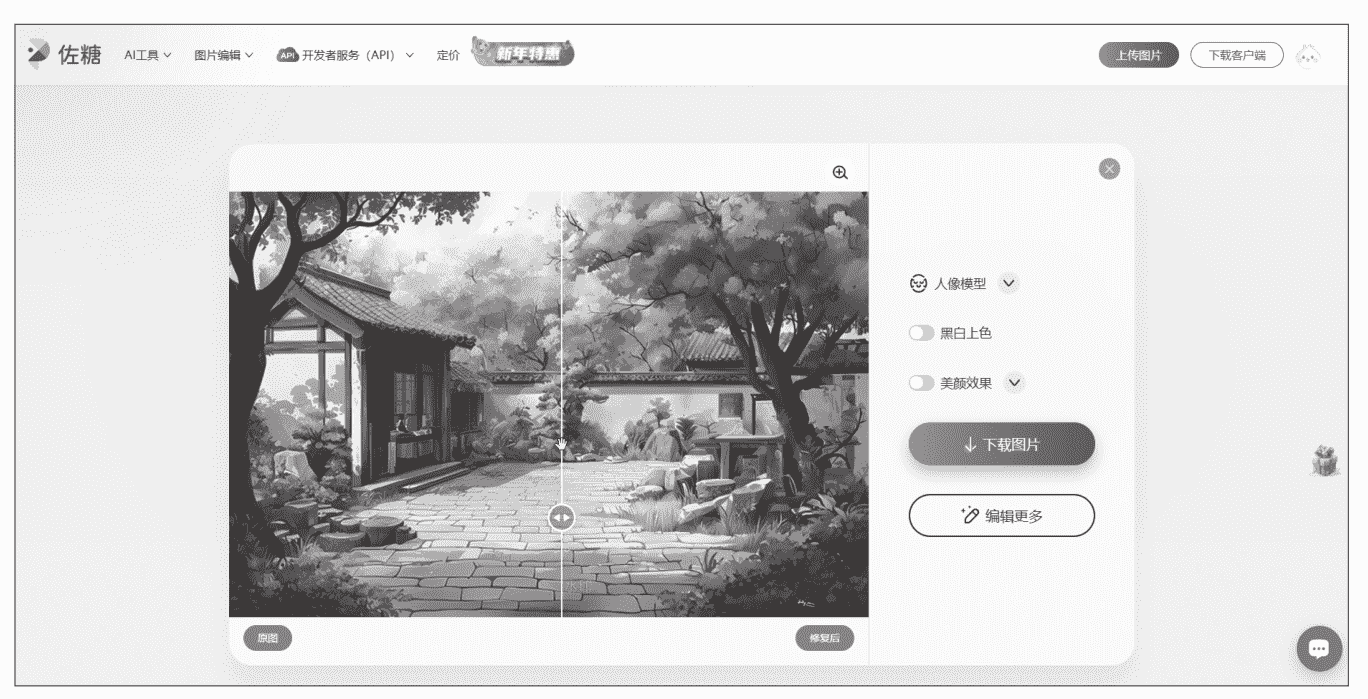 佐糖 AI工具 图片编辑 API 开发者服务（API） 定价 新年特惠 上传图片 下载客户端
人像模型
黑白上色
美颜效果
下载图片
编辑更多
原图 修复后